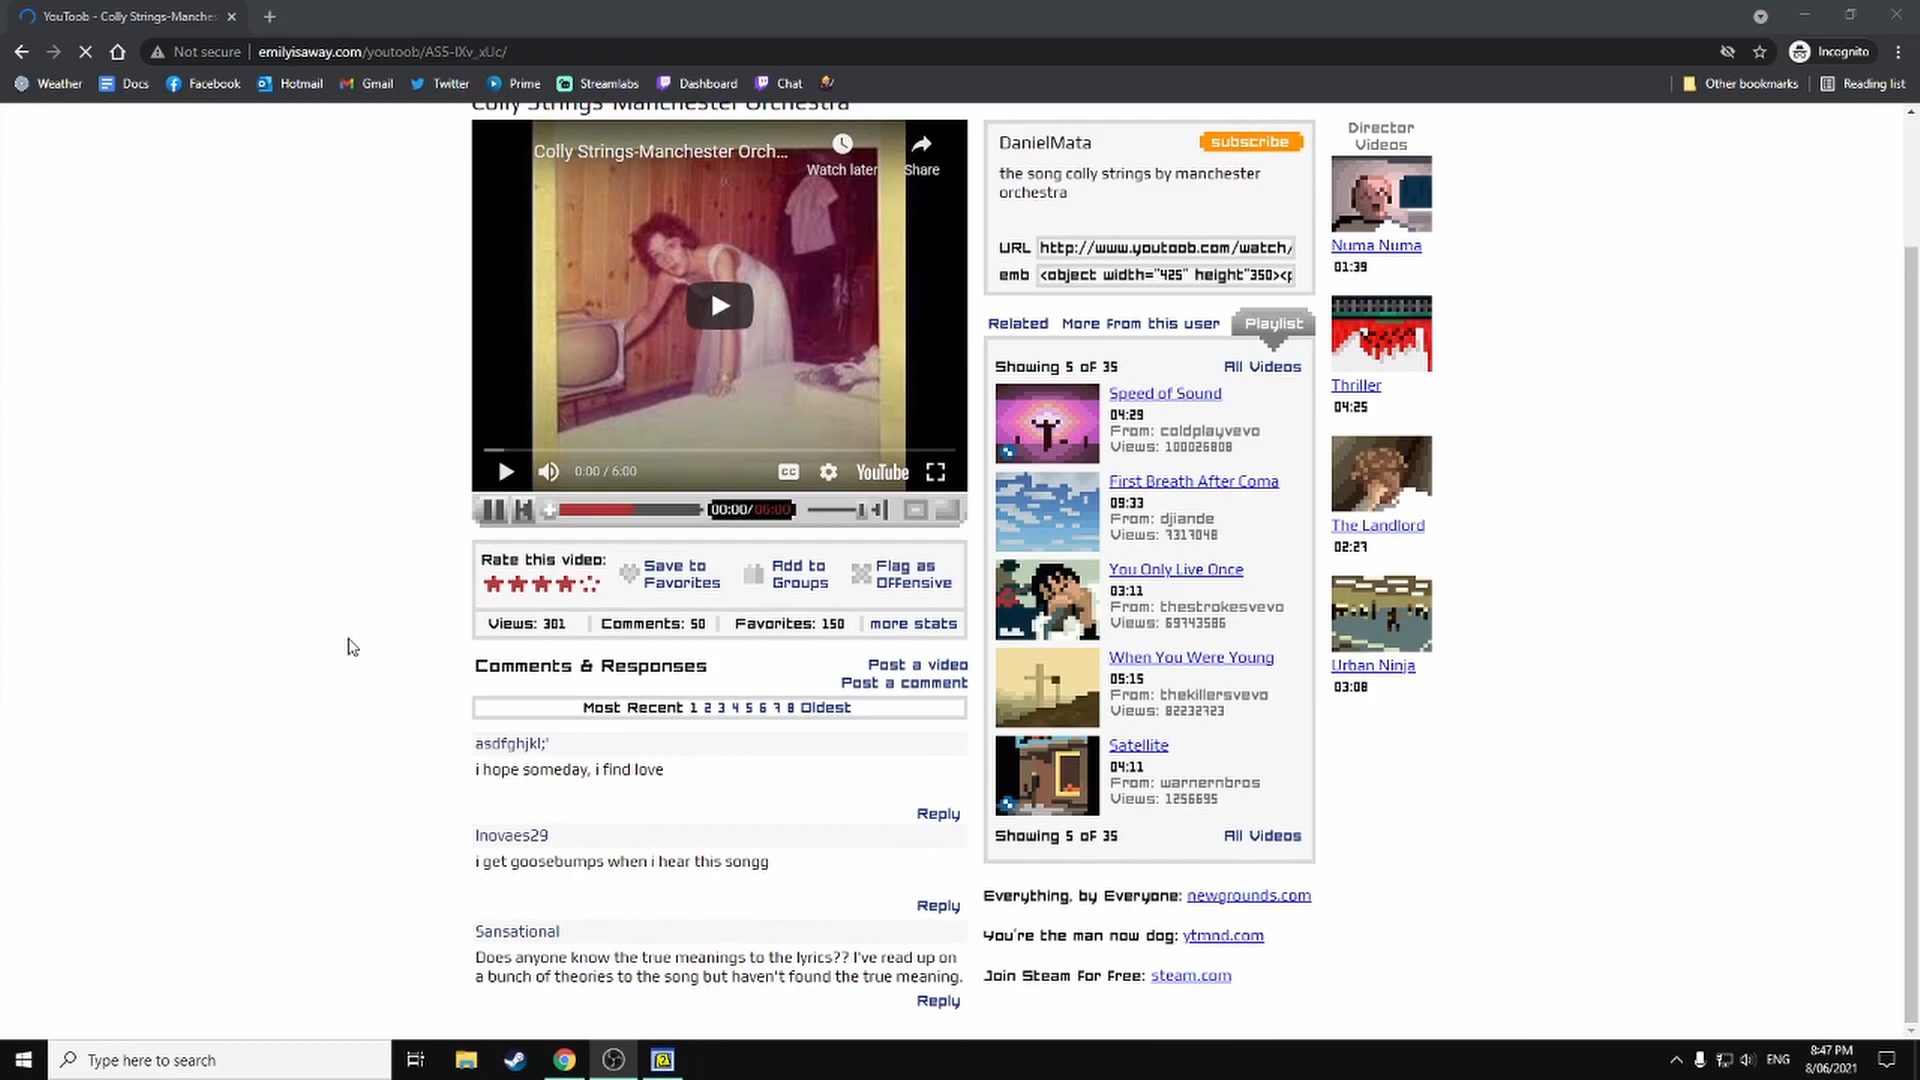 YouToob - Colly Strings-Manches
Not secure
emilyisaway.com/youtoob/AS5-IXv_xUc/
Incognito
Weather
Docs
Facebook
Hotmail
Gmail
Twitter
Prime
Streamlabs
Dashboard
Chat
Other bookmarks
Reading list
Colly Strings-Manchester Orchestra
Colly Strings-Manchester Orch...
Watch later
Share
0:00 / 6:00
CC
YouTube
00:00/06:00
Rate this video:
Save to
Favorites
Add to
Groups
Flag as
Offensive
Views: 301
Comments: 50
Favorites: 150
more stats
Comments & Responses
Post a video
Post a comment
Most Recent 1 2 3 4 5 6 7 8 Oldest
asdfghjkl;'
i hope someday, i find love
Reply
Inovaes29
i get goosebumps when i hear this songg
Reply
Sansational
Does anyone know the true meanings to the lyrics?? I've read up on
a bunch of theories to the song but haven't found the true meaning.
Reply
DanielMata
subscribe
the song colly strings by manchester
orchestra
URL http://www.youtoob.com/watch/
emb <object width="425" height"350><p
Related
More from this user
Playlist
Showing 5 of 35
All Videos
Speed of Sound
04:29
From: coldplayvevo
Views: 100026808
First Breath After Coma
09:33
From: djiande
Views: 7317048
You Only Live Once
03:11
From: thestrokesvevo
Views: 69743586
When You Were Young
05:15
From: thekillersvevo
Views: 82232723
Satellite
04:11
From: warnernbros
Views: 1256695
Showing 5 of 35
All Videos
Everything, by Everyone: newgrounds.com
You're the man now dog: ytmnd.com
Join Steam for free: steam.com
Director
Videos
Numa Numa
01:39
Thriller
04:25
The Landlord
02:27
Urban Ninja
03:08
Type here to search
ENG
8:47 PM
8/06/2021